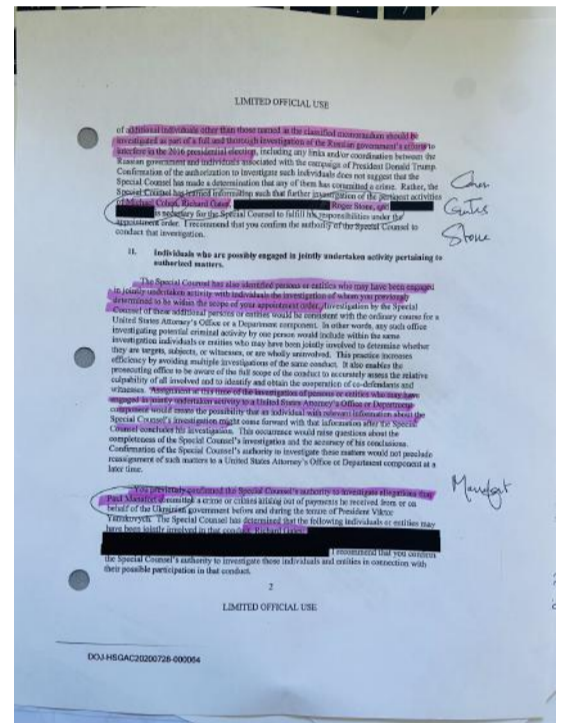 LIMITED OFFICIAL USE
of additional individuals other than those named in the classified memorandum should be
investigated as part of a full and thorough investigation of the Russian government's efforts to
interfere in the 2016 presidential election, including any links and/or coordination between the
Russian government and individuals associated with the campaign of President Donald Trump.
Confirmation of the authorization to investigate such individuals does not suggest that the
Special Counsel has made a determination that any of them has committed a crime. Rather, the
Special Counsel has learned information such that further investigation of the pertinent activities
of Michael Cohen, Richard Gates, Roger Stone,
is necessary for the Special Counsel to fulfill his responsibilities under the
appointment order. I recommend that you confirm the authority of the Special Counsel to
conduct that investigation.
Gates
Stone
II. Individuals who are possibly engaged in jointly undertaken activity pertaining to
authorized matters.
The Special Counsel has also identified persons or entities who may have been engaged
in jointly undertaken activity with individuals the investigation of whom you previously
determined to be within the scope of your appointment order. Investigation by the Special
Counsel of these additional persons or entities would be consistent with the ordinary course for a
United States Attorney's Office or a Department component. In other words, any such office
investigating potential criminal activity by one person would include within the same
investigation individuals or entities who may have been jointly involved to determine whether
they are targets, subjects, or witnesses, or are wholly uninvolved. This practice increases
efficiency by avoiding multiple investigations of the same conduct. It also enables the
prosecuting office to be aware of the full scope of the conduct to accurately assess the relative
culpability of all involved and to identify and obtain the cooperation of co-defendants and
witnesses. Assignment at this time of the investigation of persons or entities who may have
engaged in jointly undertaken activity to a United States Attorney's Office or Department
component would create the possibility that an individual with relevant information about the
Special Counsel's investigation might come forward with that information after the Special
Counsel concludes his investigation. This occurrence would raise questions about the
completeness of the Special Counsel's investigation and the accuracy of his conclusions.
Confirmation of the Special Counsel's authority to investigate these matters would not preclude
reassignment of such matters to a United States Attorney's Office or Department component at a
later time.
You previously confirmed the Special Counsel's authority to investigate allegations that
Paul Manafort committed a crime or crimes arising out of payments he received from or on
behalf of the Ukrainian government before and during the tenure of President Viktor
Yanukovych. The Special Counsel has determined that the following individuals or entities may
have been jointly involved in that conduct: Richard Gates,
I recommend that you confirm
the Special Counsel's authority to investigate those individuals and entities in connection with
their possible participation in that conduct.
2
LIMITED OFFICIAL USE
DOJ-HSGAC20200726-000064